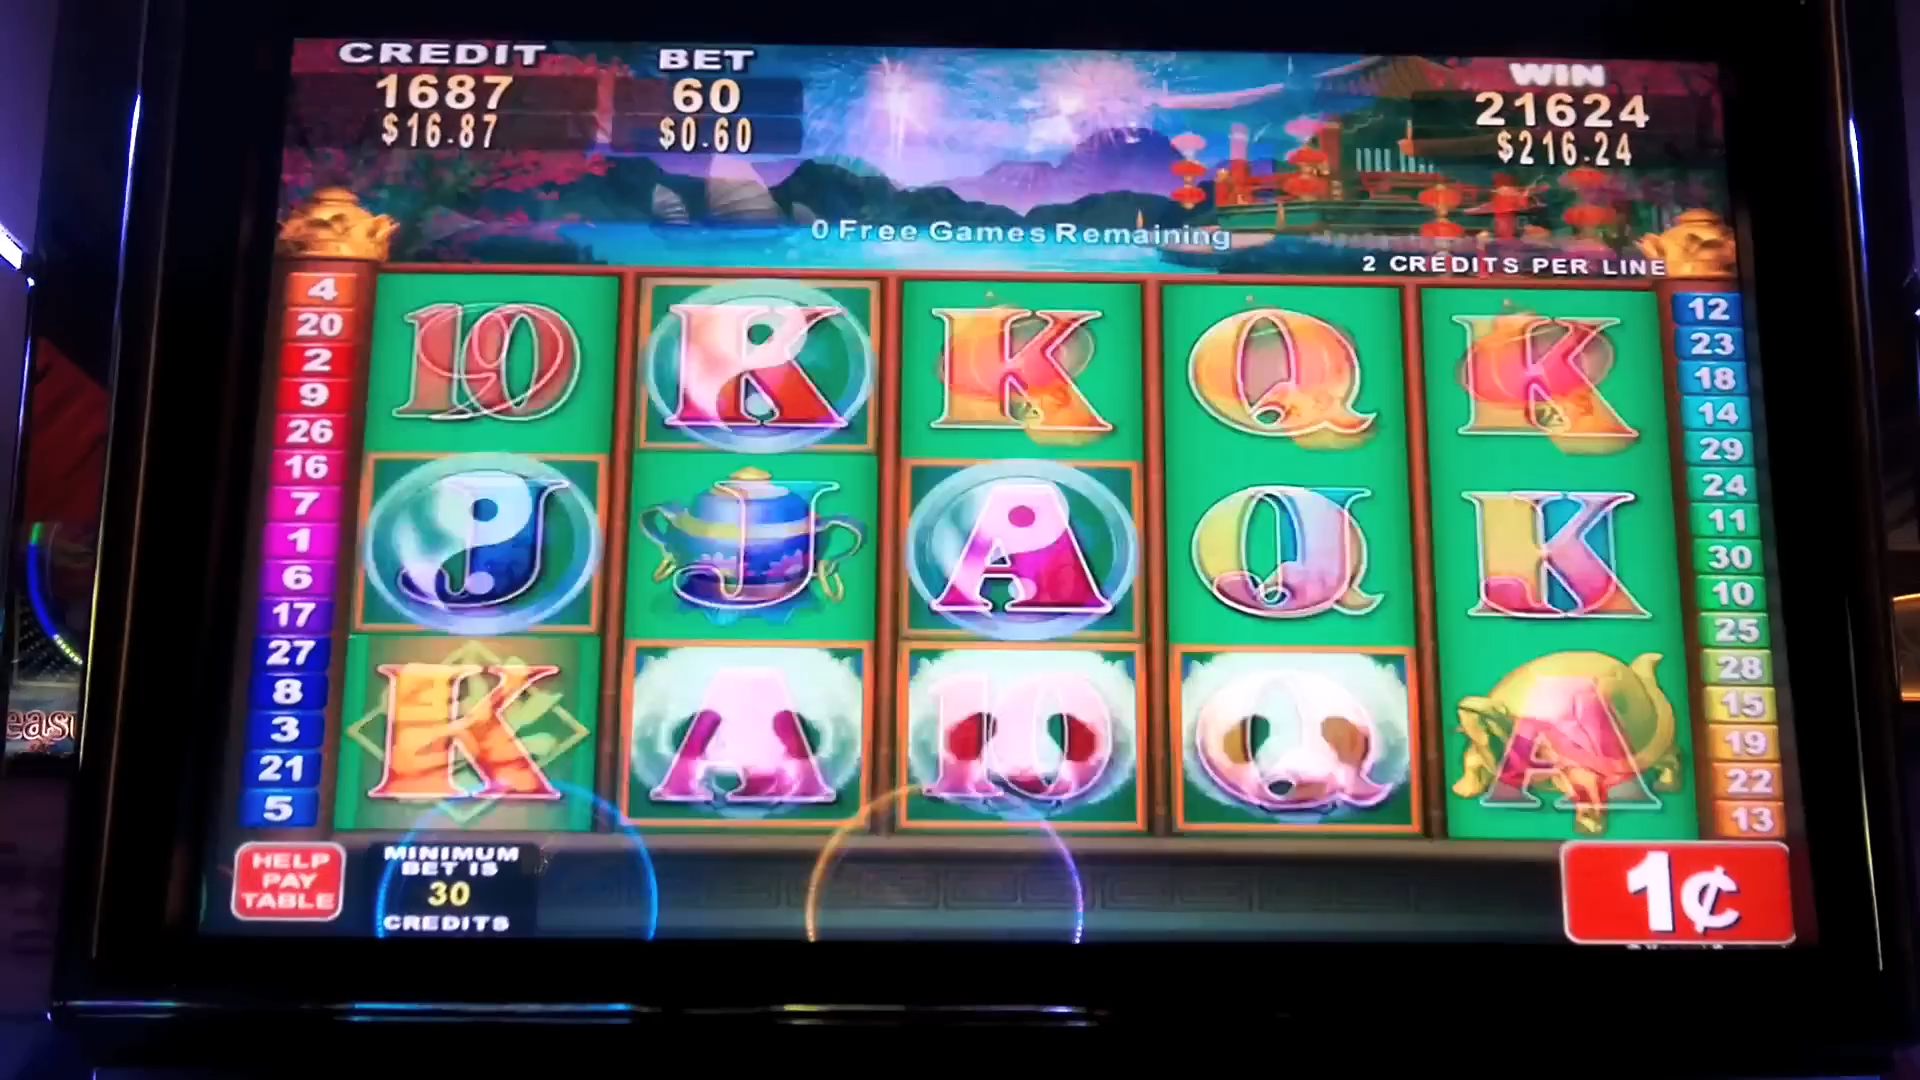 CREDIT
1687
$16.87
BET
60
$0.60
WIN
21624
$216.24
0 Free Games Remaining
2 CREDITS PER LINE
4
20
2
9
26
16
7
1
6
17
27
8
3
21
5
10 K K Q K
J J A Q K
K A 10 Q A
12
23
18
14
29
24
11
30
10
25
28
15
19
22
13
HELP
PAY
TABLE
MINIMUM
BET IS
30
CREDITS
1¢